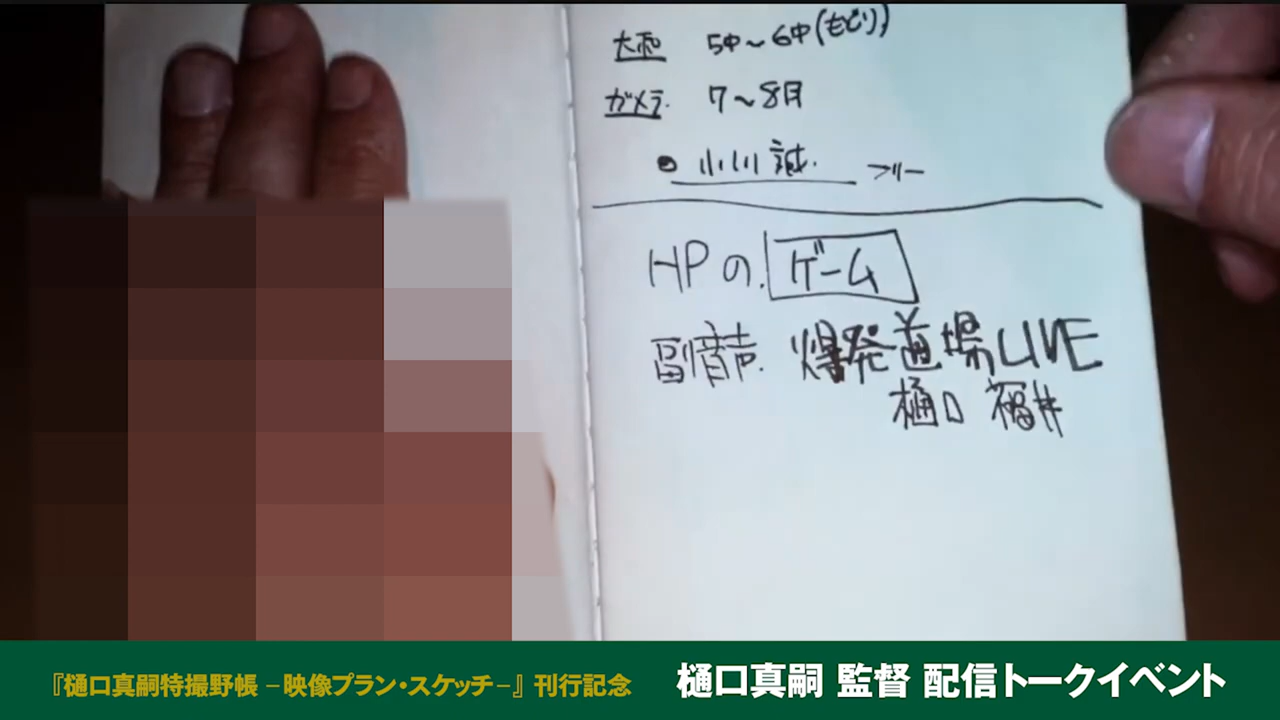 大和 5中～6中(もどり)
ガメラ. 7～8月
● 小川 誠. フリー
HPの. ゲーム
副音声. 爆発道場LIVE
樋口 福井
『樋口真嗣特撮野帳 −映像プラン・スケッチ−』 刊行記念 樋口真嗣 監督 配信トークイベント